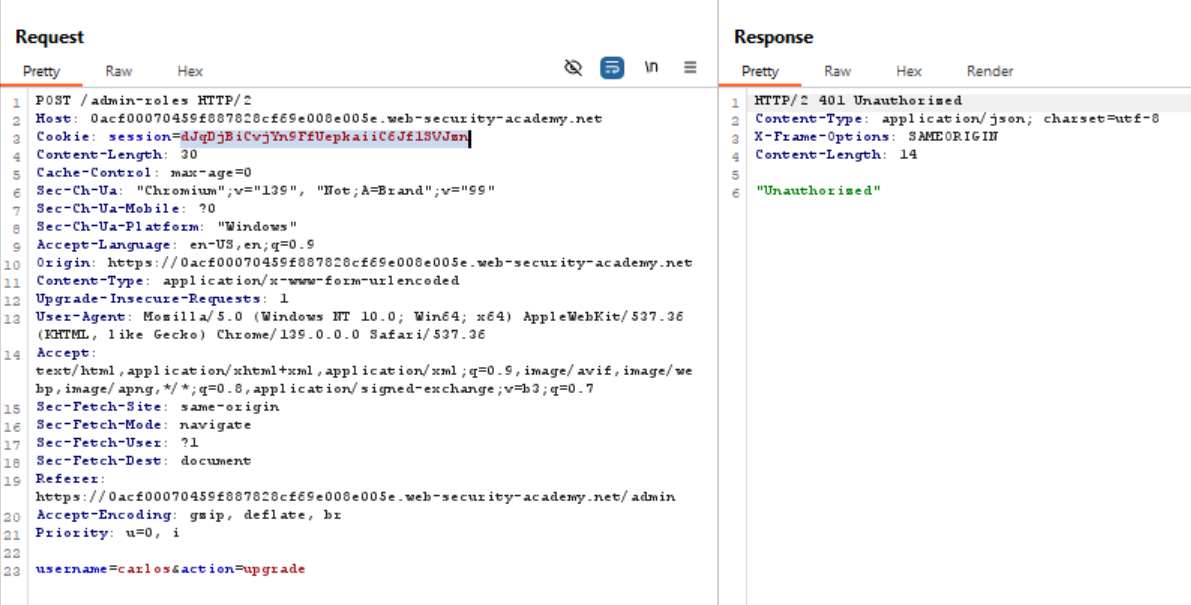 Request
Pretty Raw Hex \n
1 POST /admin-roles HTTP/2
2 Host: 0acf00070459f887828cf69e008e005e.web-security-academy.net
3 Cookie: session=dJqDjBiCvjYn9FfUepkaiiC6Jf1SVJzn
4 Content-Length: 30
5 Cache-Control: max-age=0
6 Sec-Ch-Ua: "Chromium";v="139", "Not;A=Brand";v="99"
7 Sec-Ch-Ua-Mobile: ?0
8 Sec-Ch-Ua-Platform: "Windows"
9 Accept-Language: en-US,en;q=0.9
10 Origin: https://0acf00070459f887828cf69e008e005e.web-security-academy.net
11 Content-Type: application/x-www-form-urlencoded
12 Upgrade-Insecure-Requests: 1
13 User-Agent: Mozilla/5.0 (Windows NT 10.0; Win64; x64) AppleWebKit/537.36
(KHTML, like Gecko) Chrome/139.0.0.0 Safari/537.36
14 Accept:
text/html,application/xhtml+xml,application/xml;q=0.9,image/avif,image/we
bp,image/apng,*/*;q=0.8,application/signed-exchange;v=b3;q=0.7
15 Sec-Fetch-Site: same-origin
16 Sec-Fetch-Mode: navigate
17 Sec-Fetch-User: ?1
18 Sec-Fetch-Dest: document
19 Referer:
https://0acf00070459f887828cf69e008e005e.web-security-academy.net/admin
20 Accept-Encoding: gzip, deflate, br
21 Priority: u=0, i
22
23 username=carlos&action=upgrade
Response
Pretty Raw Hex Render
1 HTTP/2 401 Unauthorized
2 Content-Type: application/json; charset=utf-8
3 X-Frame-Options: SAMEORIGIN
4 Content-Length: 14
5
6 "Unauthorized"